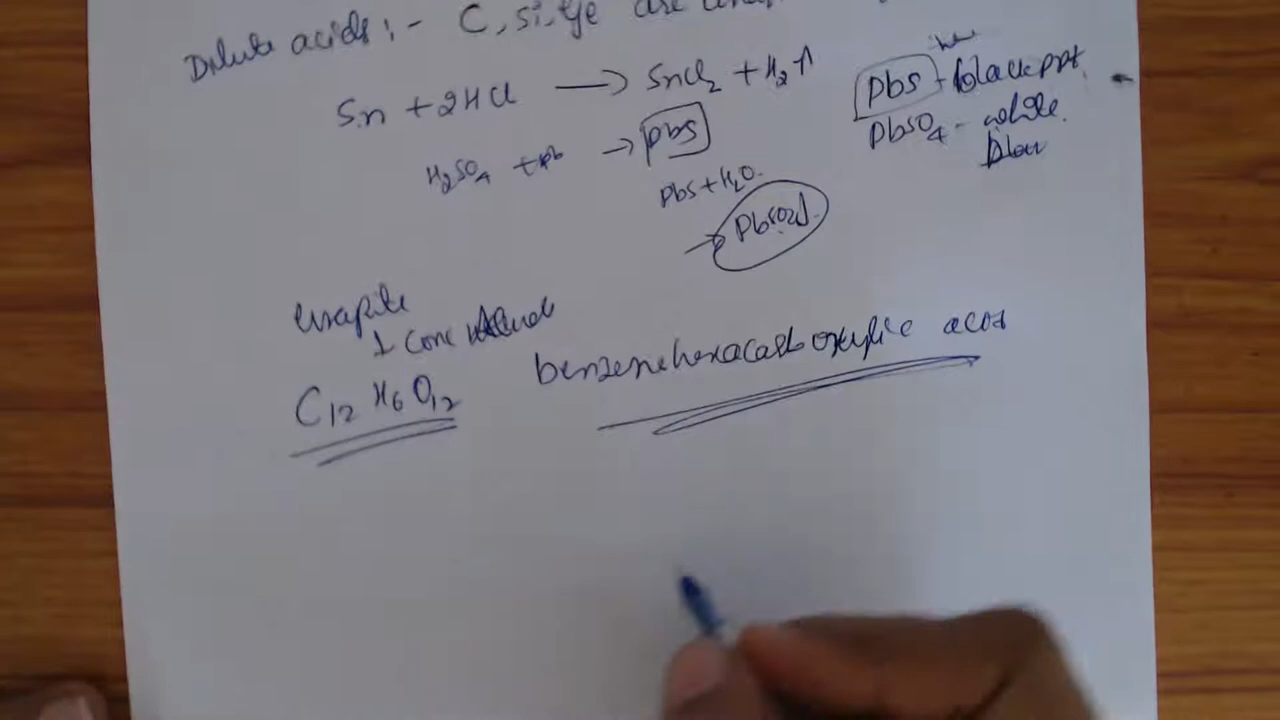 Dilute acids :- C, Si, Ge are
Sn + 2HCl → SnCl2 + H2↑
H2SO4 + Pb → PbS
PbS + H2O
→
PbS - black ppt
PbSO4 - white
graphite
↓ conc
C12 H6 O12
benzenehexacarboxylic acid